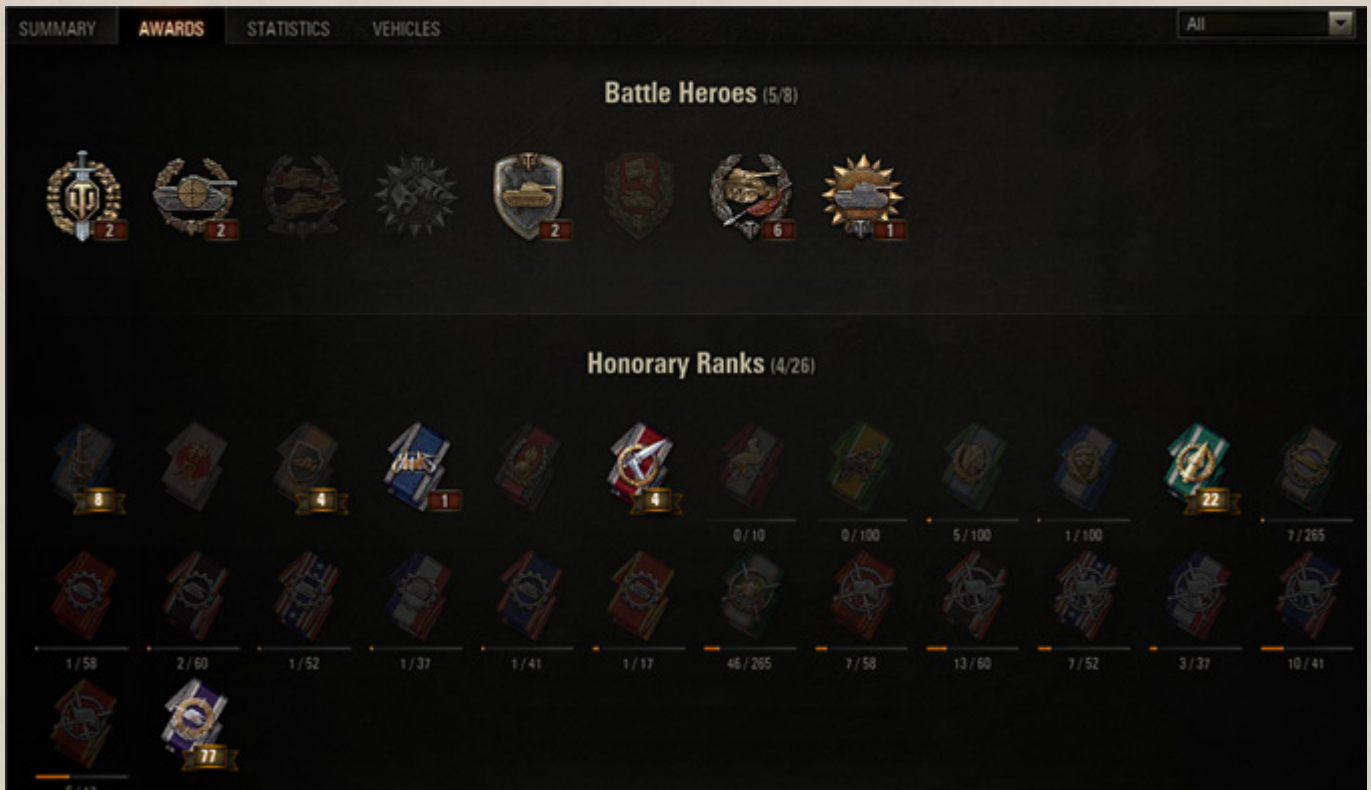 SUMMARY AWARDS STATISTICS VEHICLES All
Battle Heroes (5/8)
2 2 2 6 1
Honorary Ranks (4/26)
8 4 1 4 22
0/10 0/100 5/100 1/100 7/265
1/58 2/60 1/52 1/37 1/41 1/17 46/265 7/58 13/60 7/52 3/37 10/41
77